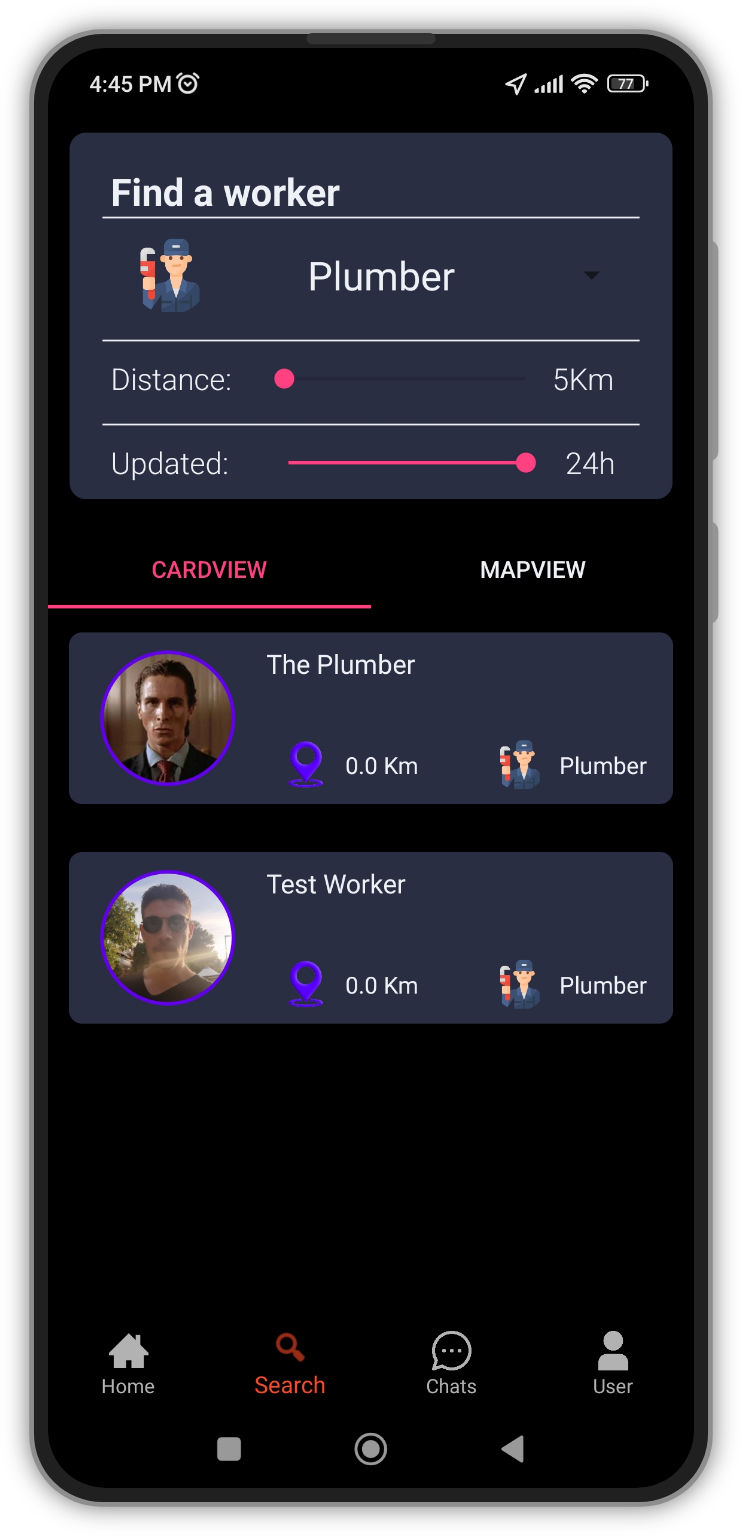 4:45 PM 77
Find a worker
Plumber
Distance: 5Km
Updated: 24h
CARDVIEW MAPVIEW
The Plumber
0.0 Km Plumber
Test Worker
0.0 Km Plumber
Home Search Chats User